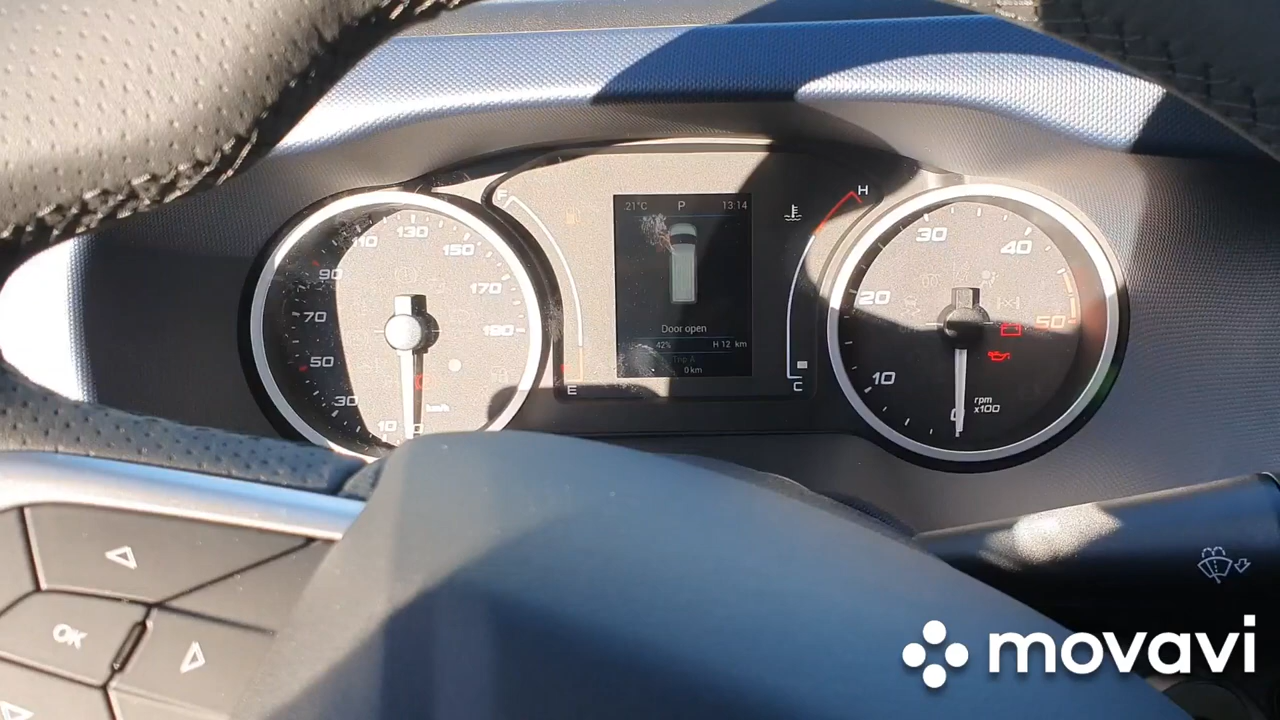 21°C P 13:14
Door open
42% H 12 km
Trip A
0 km
F
E
H
C
10
30
50
70
90
110
130
150
170
190
km/h
0
10
20
30
40
50
rpm
x100
OK
movavi